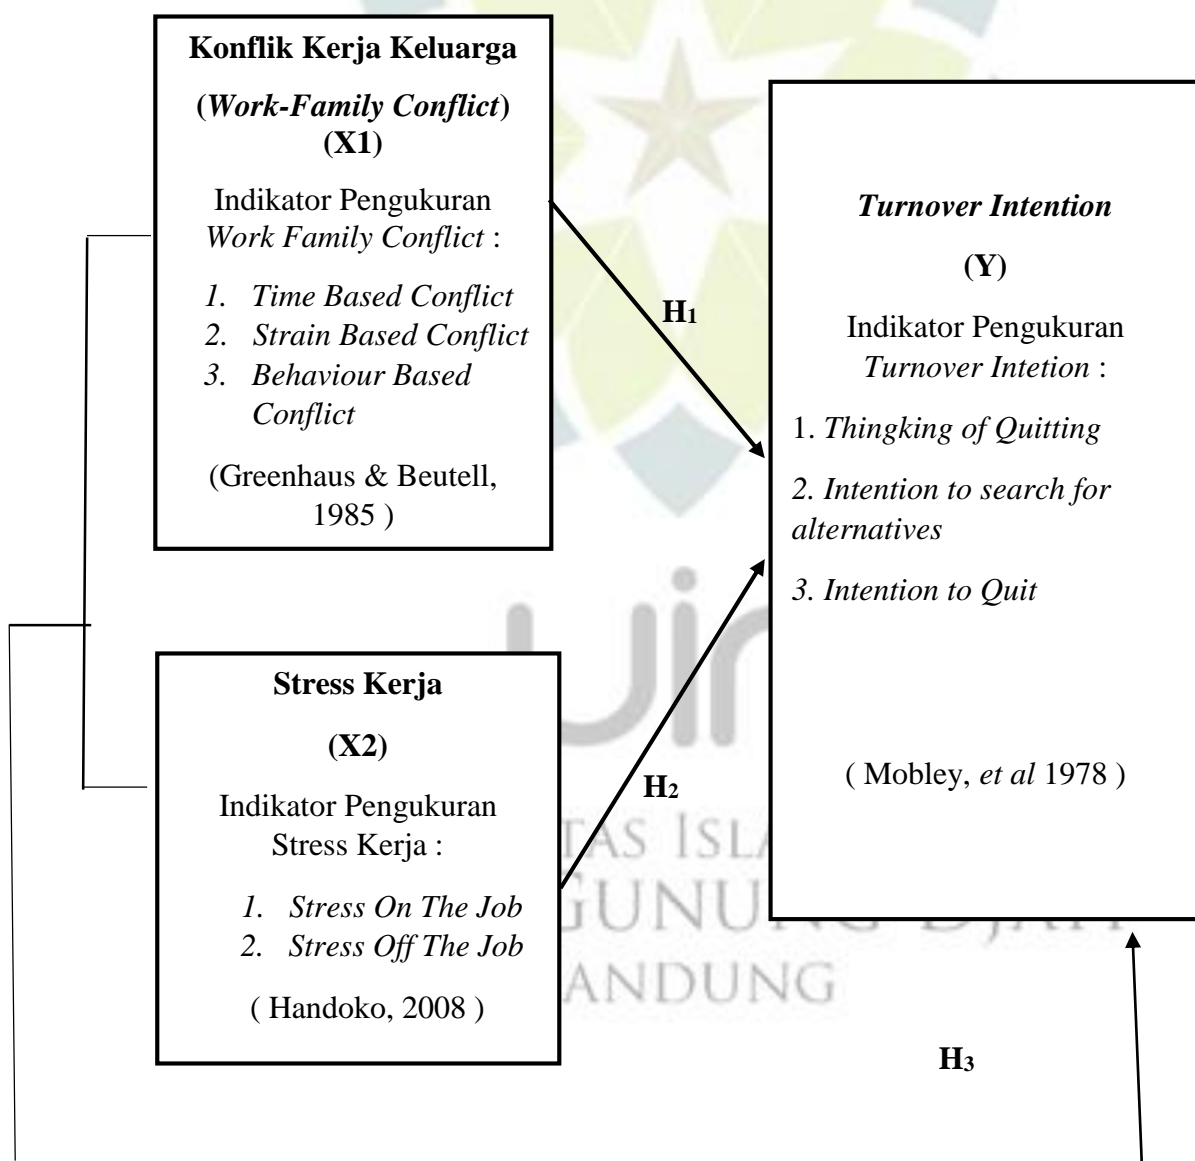 Konflik Kerja Keluarga
(Work-Family Conflict)
(X1)
Indikator Pengukuran
Work Family Conflict :
1. Time Based Conflict
2. Strain Based Conflict
3. Behaviour Based
Conflict
(Greenhaus & Beutell,
1985 )
H1
Turnover Intention
(Y)
Indikator Pengukuran
Turnover Intetion :
1. Thingking of Quitting
2. Intention to search for
alternatives
3. Intention to Quit
( Mobley, et al 1978 )
Stress Kerja
(X2)
Indikator Pengukuran
Stress Kerja :
1. Stress On The Job
2. Stress Off The Job
( Handoko, 2008 )
H2
H3